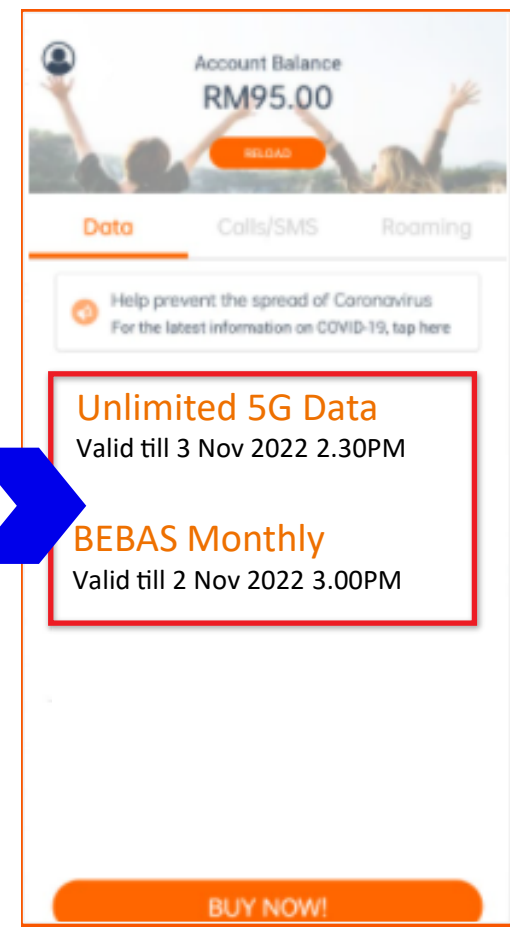 Account Balance
RM95.00
RELOAD
Data Calls/SMS Roaming
Help prevent the spread of Coronavirus
For the latest information on COVID-19, tap here
Unlimited 5G Data
Valid till 3 Nov 2022 2.30PM
BEBAS Monthly
Valid till 2 Nov 2022 3.00PM
BUY NOW!